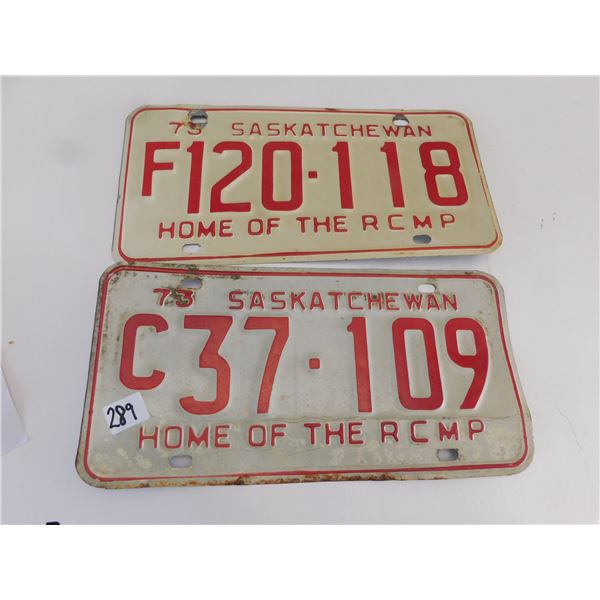 73 SASKATCHEWAN
F120·118
HOME OF THE RCMP
73 SASKATCHEWAN
C37·109
289
HOME OF THE RCMP